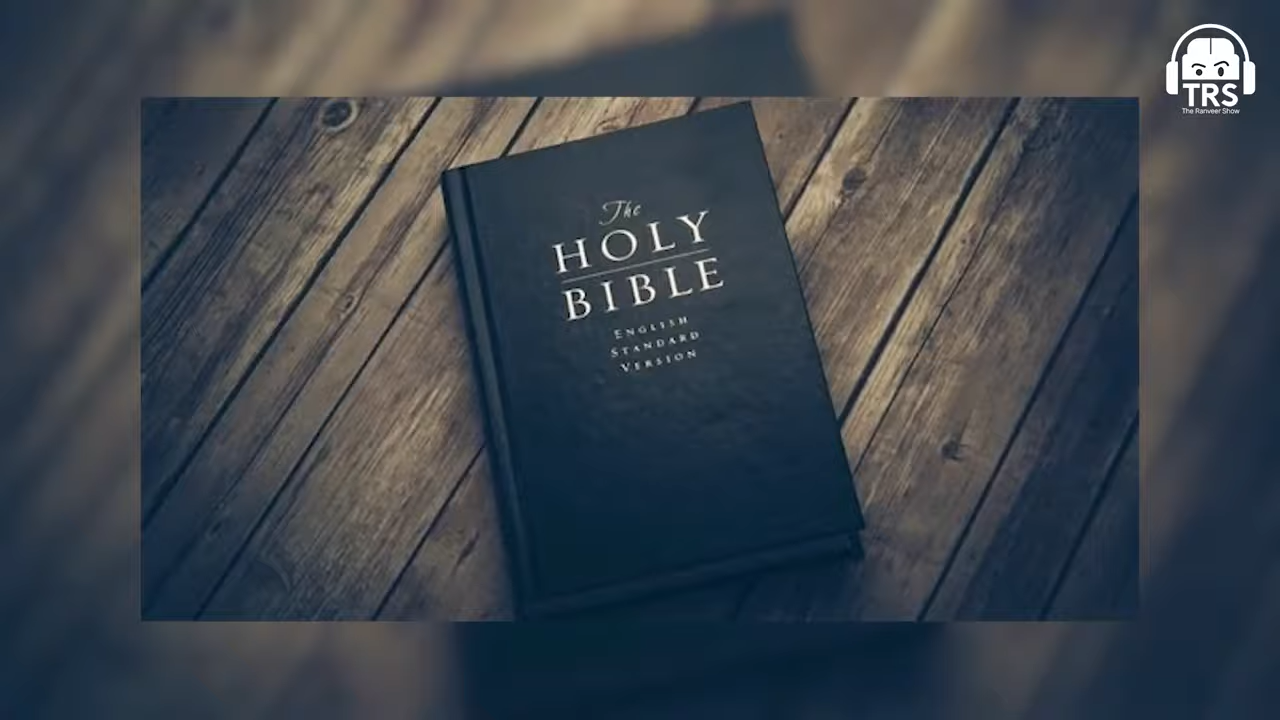 The
HOLY
BIBLE
ENGLISH
STANDARD
VERSION
TRS
The Ranveer Show